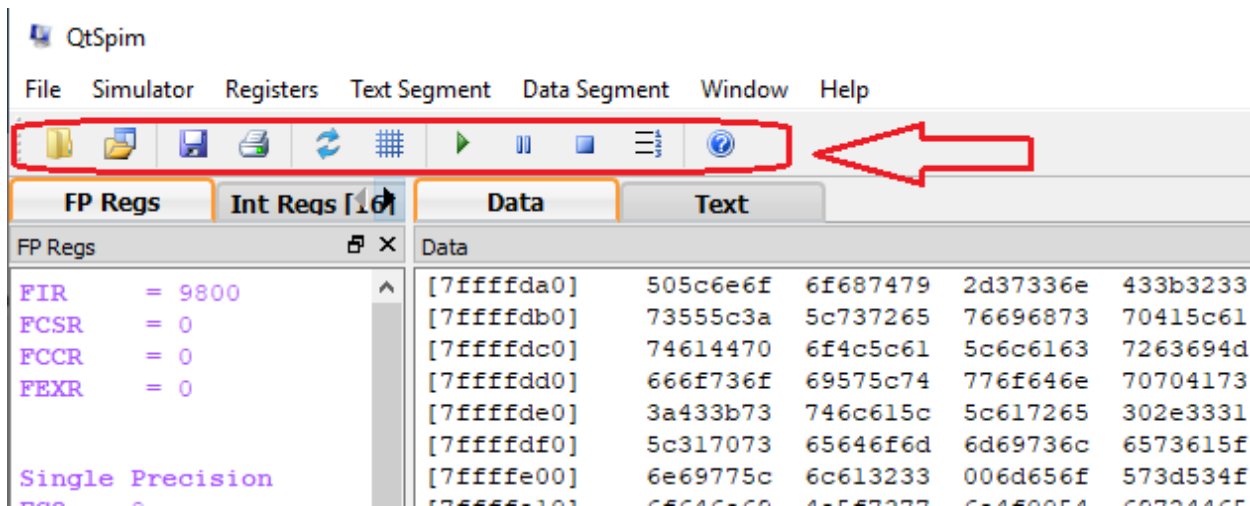 QtSpim
File Simulator Registers Text Segment Data Segment Window Help
FP Regs Int Regs [16] Data Text
FP Regs Data
FIR = 9800
FCSR = 0
FCCR = 0
FEXR = 0
Single Precision
[7ffffda0] 505c6e6f 6f687479 2d37336e 433b3233
[7ffffdb0] 73555c3a 5c737265 76696873 70415c61
[7ffffdc0] 74614470 6f4c5c61 5c6c6163 7263694d
[7ffffdd0] 666f736f 69575c74 776f646e 70704173
[7ffffde0] 3a433b73 746c615c 5c617265 302e3331
[7ffffdf0] 5c317073 65646f6d 6d69736c 6573615f
[7ffffe00] 6e69775c 6c613233 006d656f 573d534f